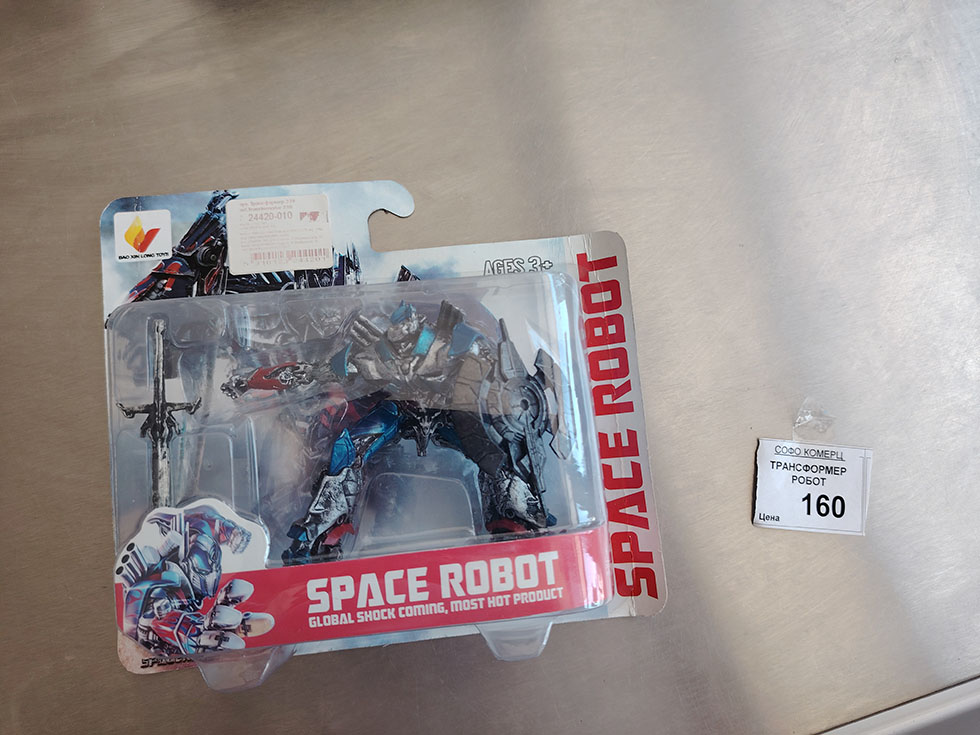 BAO XIN LONG TOYS
24420-010
AGES 3+
SPACE ROBOT
SPACE ROBOT
GLOBAL SHOCK COMING, MOST HOT PRODUCT
СОФО КОМЕРЦ
ТРАНСФОРМЕР
РОБОТ
Цена 160